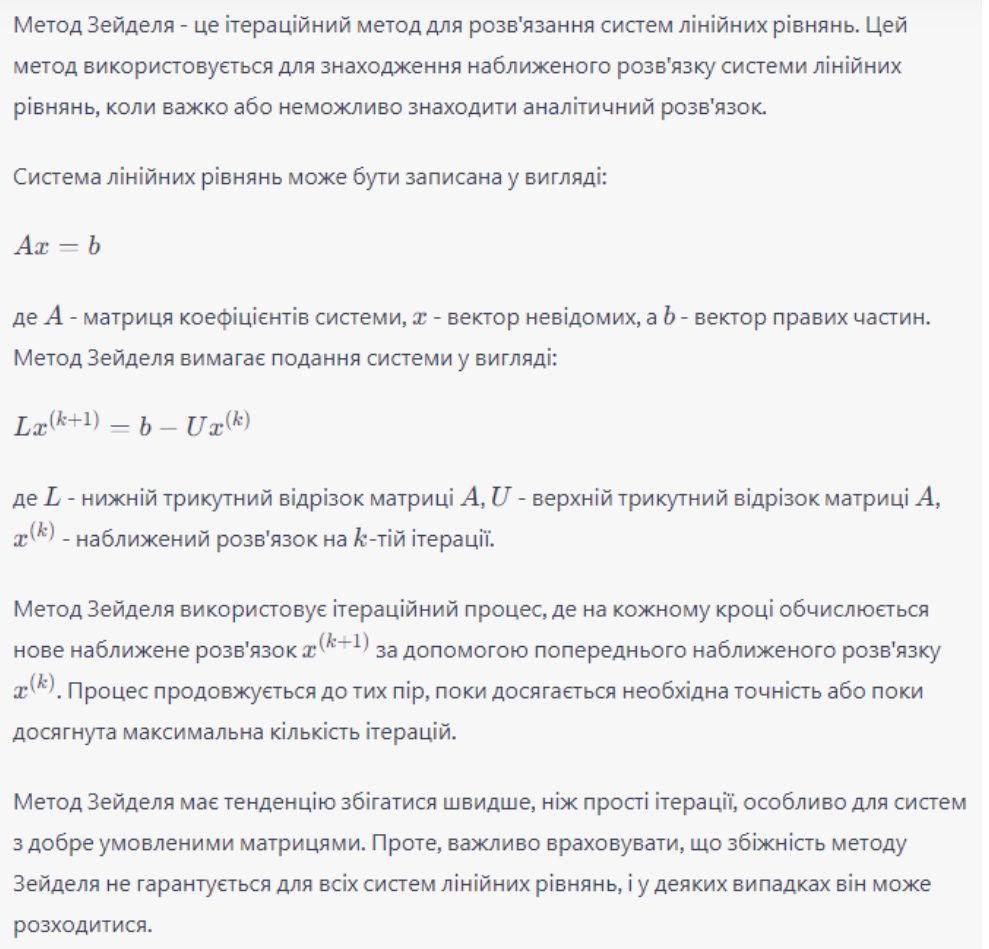 Метод Зейделя - це ітераційний метод для розв'язання систем лінійних рівнянь. Цей
метод використовується для знаходження наближеного розв'язку системи лінійних
рівнянь, коли важко або неможливо знаходити аналітичний розв'язок.
Система лінійних рівнянь може бути записана у вигляді:
Ax = b
де A - матриця коефіцієнтів системи, x - вектор невідомих, а b - вектор правих частин.
Метод Зейделя вимагає подання системи у вигляді:
Lx^(k+1) = b − Ux^(k)
де L - нижній трикутний відрізок матриці A, U - верхній трикутний відрізок матриці A,
x^(k) - наближений розв'язок на k-тій ітерації.
Метод Зейделя використовує ітераційний процес, де на кожному кроці обчислюється
нове наближене розв'язок x^(k+1) за допомогою попереднього наближеного розв'язку
x^(k). Процес продовжується до тих пір, поки досягається необхідна точність або поки
досягнута максимальна кількість ітерацій.
Метод Зейделя має тенденцію збігатися швидше, ніж прості ітерації, особливо для систем
з добре умовленими матрицями. Проте, важливо враховувати, що збіжність методу
Зейделя не гарантується для всіх систем лінійних рівнянь, і у деяких випадках він може
розходитися.